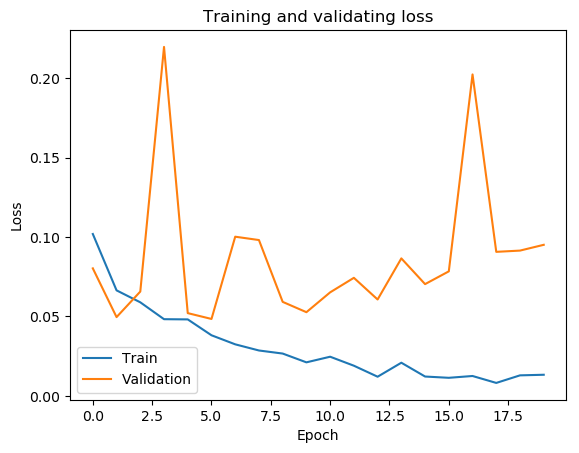 Training and validating loss
0.20
0.15
0.10
0.05
0.00
Loss
Train
Validation
0.0 2.5 5.0 7.5 10.0 12.5 15.0 17.5
Epoch